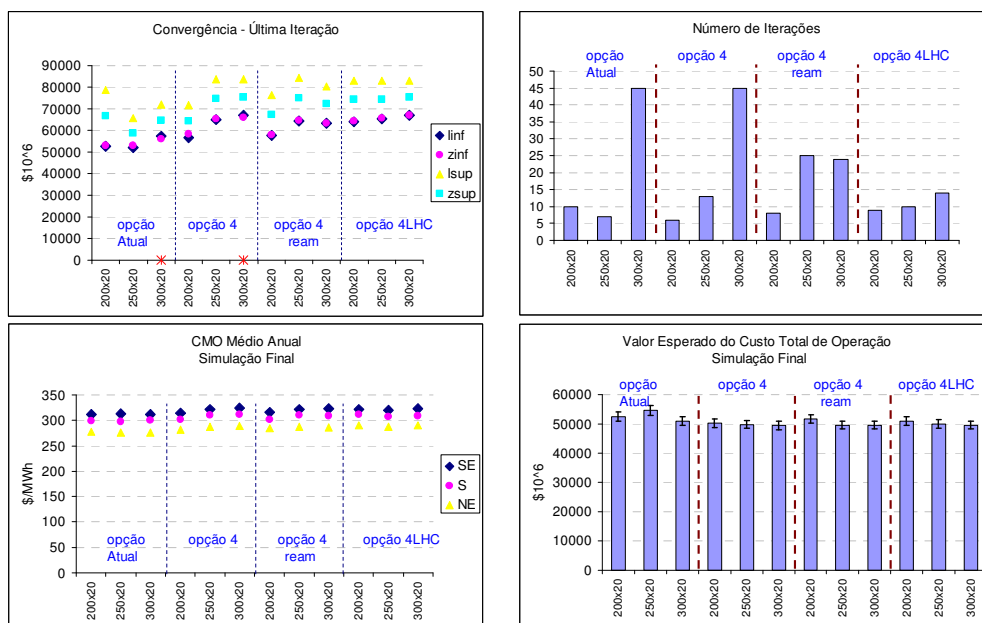 Convergência - Última Iteração
90000
80000
70000
60000
50000
40000
30000
20000
10000
0
$10^6
opção
Atual
opção 4
opção 4
ream
opção 4LHC
200x20
250x20
300x20
200x20
250x20
300x20
200x20
250x20
300x20
200x20
250x20
300x20
linf
zinf
lsup
zsup
Número de Iterações
opção
Atual
opção 4
opção 4
ream
opção 4LHC
50
45
40
35
30
25
20
15
10
5
0
200x20
250x20
300x20
200x20
250x20
300x20
200x20
250x20
300x20
200x20
250x20
300x20
CMO Médio Anual
Simulação Final
350
300
250
200
150
100
50
0
$/MWh
opção
Atual
opção 4
opção 4
ream
opção 4LHC
200x20
250x20
300x20
200x20
250x20
300x20
200x20
250x20
300x20
200x20
250x20
300x20
SE
S
NE
Valor Esperado do Custo Total de Operação
Simulação Final
opção
Atual
opção 4
opção 4
ream
opção 4LHC
60000
50000
40000
30000
20000
10000
0
$10^6
200x20
250x20
300x20
200x20
250x20
300x20
200x20
250x20
300x20
200x20
250x20
300x20